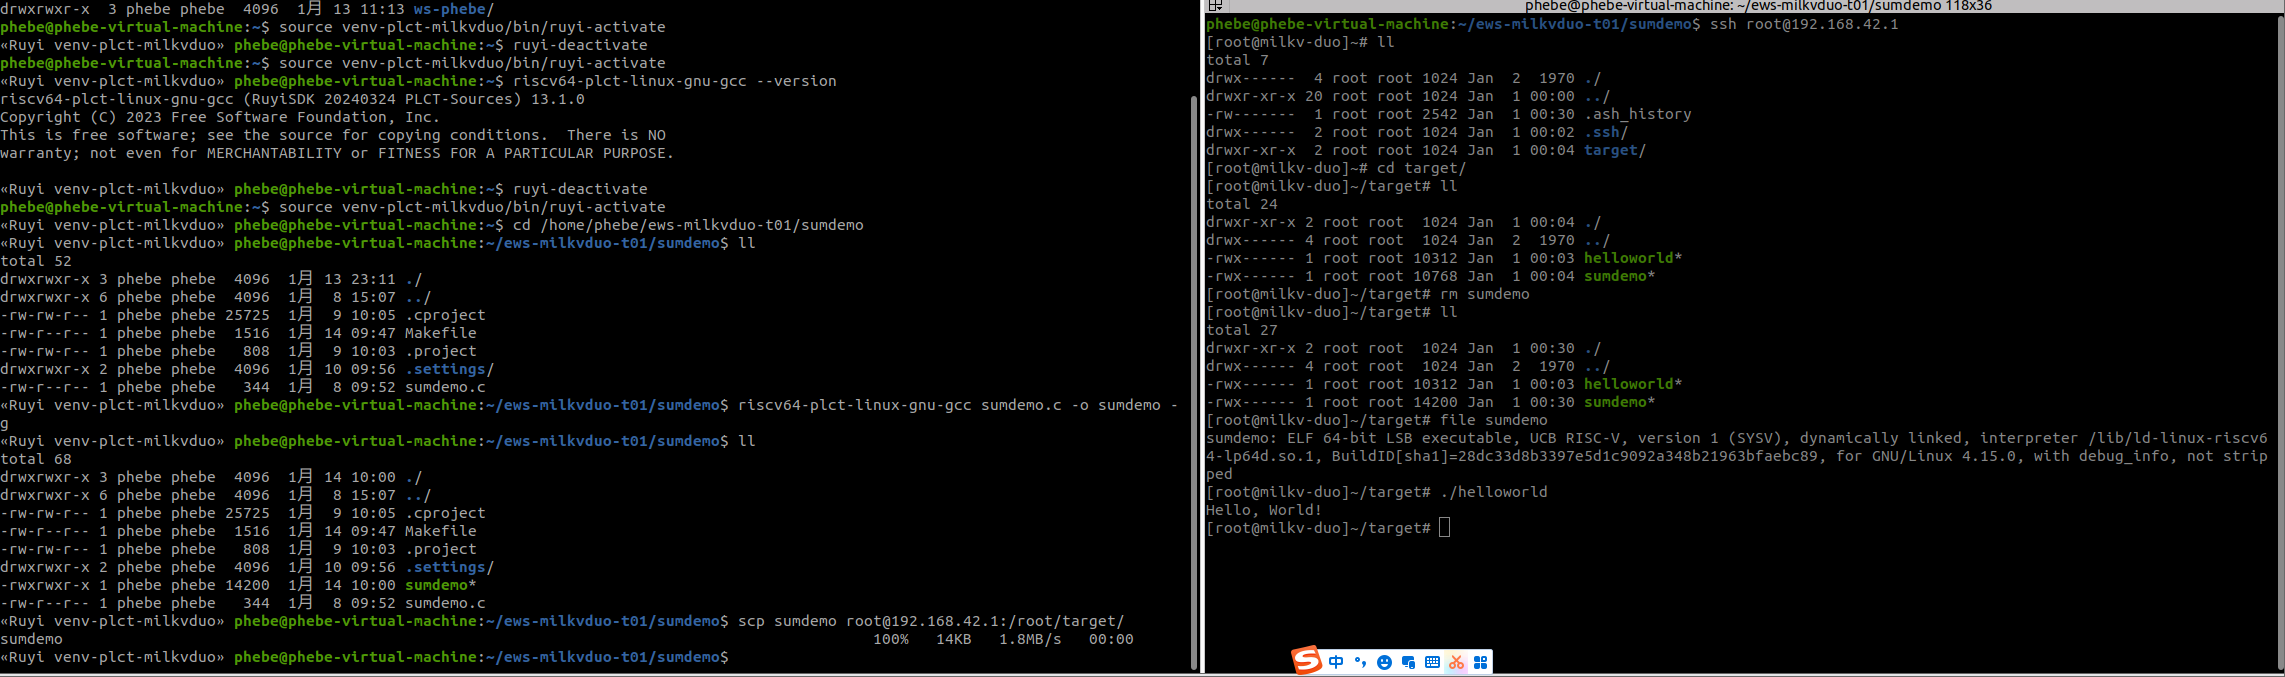 drwxrwxr-x  3 phebe phebe  4096  1月 13 11:13 ws-phebe/
phebe@phebe-virtual-machine:~$ source venv-plct-milkvduo/bin/ruyi-activate
«Ruyi venv-plct-milkvduo» phebe@phebe-virtual-machine:~$ ruyi-deactivate
phebe@phebe-virtual-machine:~$ source venv-plct-milkvduo/bin/ruyi-activate
«Ruyi venv-plct-milkvduo» phebe@phebe-virtual-machine:~$ riscv64-plct-linux-gnu-gcc --version
riscv64-plct-linux-gnu-gcc (RuyiSDK 20240324 PLCT-Sources) 13.1.0
Copyright (C) 2023 Free Software Foundation, Inc.
This is free software; see the source for copying conditions.  There is NO
warranty; not even for MERCHANTABILITY or FITNESS FOR A PARTICULAR PURPOSE.
«Ruyi venv-plct-milkvduo» phebe@phebe-virtual-machine:~$ ruyi-deactivate
phebe@phebe-virtual-machine:~$ source venv-plct-milkvduo/bin/ruyi-activate
«Ruyi venv-plct-milkvduo» phebe@phebe-virtual-machine:~$ cd /home/phebe/ews-milkvduo-t01/sumdemo
«Ruyi venv-plct-milkvduo» phebe@phebe-virtual-machine:~/ews-milkvduo-t01/sumdemo$ ll
total 52
drwxrwxr-x 3 phebe phebe  4096  1月 13 23:11 ./
drwxrwxr-x 6 phebe phebe  4096  1月  8 15:07 ../
-rw-rw-r-- 1 phebe phebe 25725  1月  9 10:05 .cproject
-rw-r--r-- 1 phebe phebe  1516  1月 14 09:47 Makefile
-rw-rw-r-- 1 phebe phebe   808  1月  9 10:03 .project
drwxrwxr-x 2 phebe phebe  4096  1月 10 09:56 .settings/
-rw-r--r-- 1 phebe phebe   344  1月  8 09:52 sumdemo.c
«Ruyi venv-plct-milkvduo» phebe@phebe-virtual-machine:~/ews-milkvduo-t01/sumdemo$ riscv64-plct-linux-gnu-gcc sumdemo.c -o sumdemo -
g
«Ruyi venv-plct-milkvduo» phebe@phebe-virtual-machine:~/ews-milkvduo-t01/sumdemo$ ll
total 68
drwxrwxr-x 3 phebe phebe  4096  1月 14 10:00 ./
drwxrwxr-x 6 phebe phebe  4096  1月  8 15:07 ../
-rw-rw-r-- 1 phebe phebe 25725  1月  9 10:05 .cproject
-rw-r--r-- 1 phebe phebe  1516  1月 14 09:47 Makefile
-rw-rw-r-- 1 phebe phebe   808  1月  9 10:03 .project
drwxrwxr-x 2 phebe phebe  4096  1月 10 09:56 .settings/
-rwxrwxr-x 1 phebe phebe 14200  1月 14 10:00 sumdemo*
-rw-r--r-- 1 phebe phebe   344  1月  8 09:52 sumdemo.c
«Ruyi venv-plct-milkvduo» phebe@phebe-virtual-machine:~/ews-milkvduo-t01/sumdemo$ scp sumdemo root@192.168.42.1:/root/target/
sumdemo                                        100%   14KB   1.8MB/s   00:00
«Ruyi venv-plct-milkvduo» phebe@phebe-virtual-machine:~/ews-milkvduo-t01/sumdemo$
phebe@phebe-virtual-machine: ~/ews-milkvduo-t01/sumdemo 118x36
phebe@phebe-virtual-machine:~/ews-milkvduo-t01/sumdemo$ ssh root@192.168.42.1
[root@milkv-duo]~# ll
total 7
drwx------  4 root root 1024 Jan  2  1970 ./
drwxr-xr-x 20 root root 1024 Jan  1 00:00 ../
-rw-------  1 root root 2542 Jan  1 00:30 .ash_history
drwx------  2 root root 1024 Jan  1 00:02 .ssh/
drwxr-xr-x  2 root root 1024 Jan  1 00:04 target/
[root@milkv-duo]~# cd target/
[root@milkv-duo]~/target# ll
total 24
drwxr-xr-x 2 root root  1024 Jan  1 00:04 ./
drwx------ 4 root root  1024 Jan  2  1970 ../
-rwx------ 1 root root 10312 Jan  1 00:03 helloworld*
-rwx------ 1 root root 10768 Jan  1 00:04 sumdemo*
[root@milkv-duo]~/target# rm sumdemo
[root@milkv-duo]~/target# ll
total 27
drwxr-xr-x 2 root root  1024 Jan  1 00:30 ./
drwx------ 4 root root  1024 Jan  2  1970 ../
-rwx------ 1 root root 10312 Jan  1 00:03 helloworld*
-rwx------ 1 root root 14200 Jan  1 00:30 sumdemo*
[root@milkv-duo]~/target# file sumdemo
sumdemo: ELF 64-bit LSB executable, UCB RISC-V, version 1 (SYSV), dynamically linked, interpreter /lib/ld-linux-riscv6
4-lp64d.so.1, BuildID[sha1]=28dc33d8b3397e5d1c9092a348b21963bfaebc89, for GNU/Linux 4.15.0, with debug_info, not strip
ped
[root@milkv-duo]~/target# ./helloworld
Hello, World!
[root@milkv-duo]~/target#
中